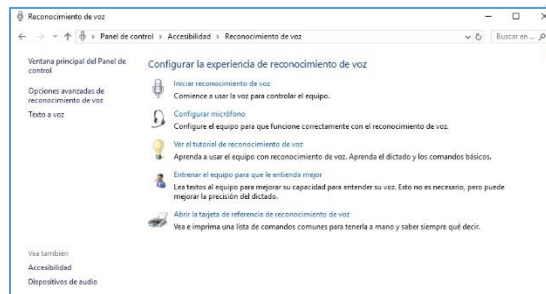 Reconocimiento de voz
Panel de control > Accesibilidad > Reconocimiento de voz
Buscar en ...
Ventana principal del Panel de
control
Opciones avanzadas de
reconocimiento de voz
Texto a voz
Configurar la experiencia de reconocimiento de voz
Iniciar reconocimiento de voz
Comience a usar la voz para controlar el equipo.
Configurar micrófono
Configure el equipo para que funcione correctamente con el reconocimiento de voz.
Ver el tutorial de reconocimiento de voz
Aprenda a usar el equipo con reconocimiento de voz. Aprenda el dictado y los comandos básicos.
Entrenar el equipo para que le entienda mejor
Lea textos al equipo para mejorar su capacidad para entender su voz. Esto no es necesario, pero puede
mejorar la precisión del dictado.
Abrir la tarjeta de referencia de reconocimiento de voz
Vea e imprima una lista de comandos comunes para tenerla a mano y saber siempre qué decir.
Vea también
Accesibilidad
Dispositivos de audio